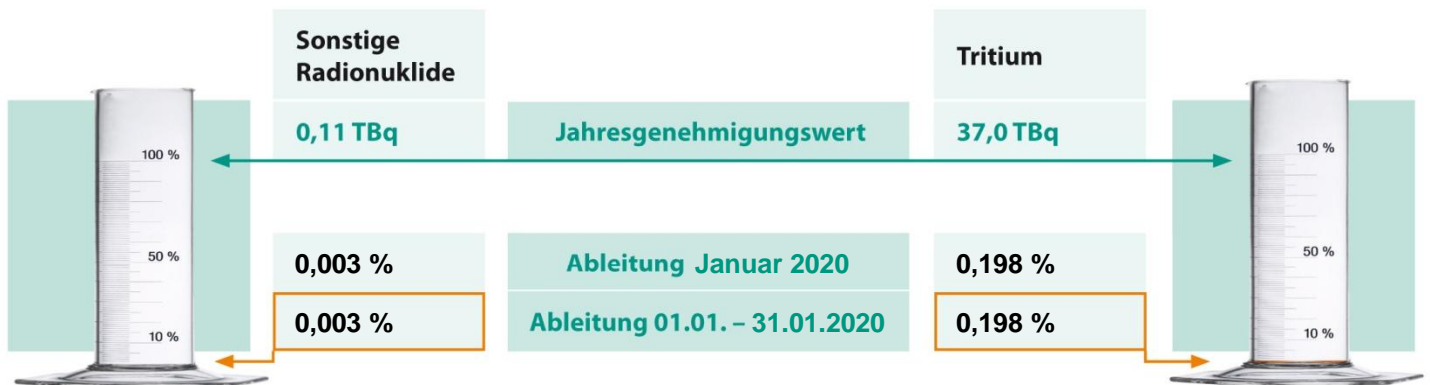 Sonstige
Radionuklide
Tritium
0,11 TBq
Jahresgenehmigungswert
37,0 TBq
100 %
100 %
50 %
0,003 %
Ableitung Januar 2020
0,198 %
50 %
10 %
0,003 %
Ableitung 01.01. – 31.01.2020
0,198 %
10 %